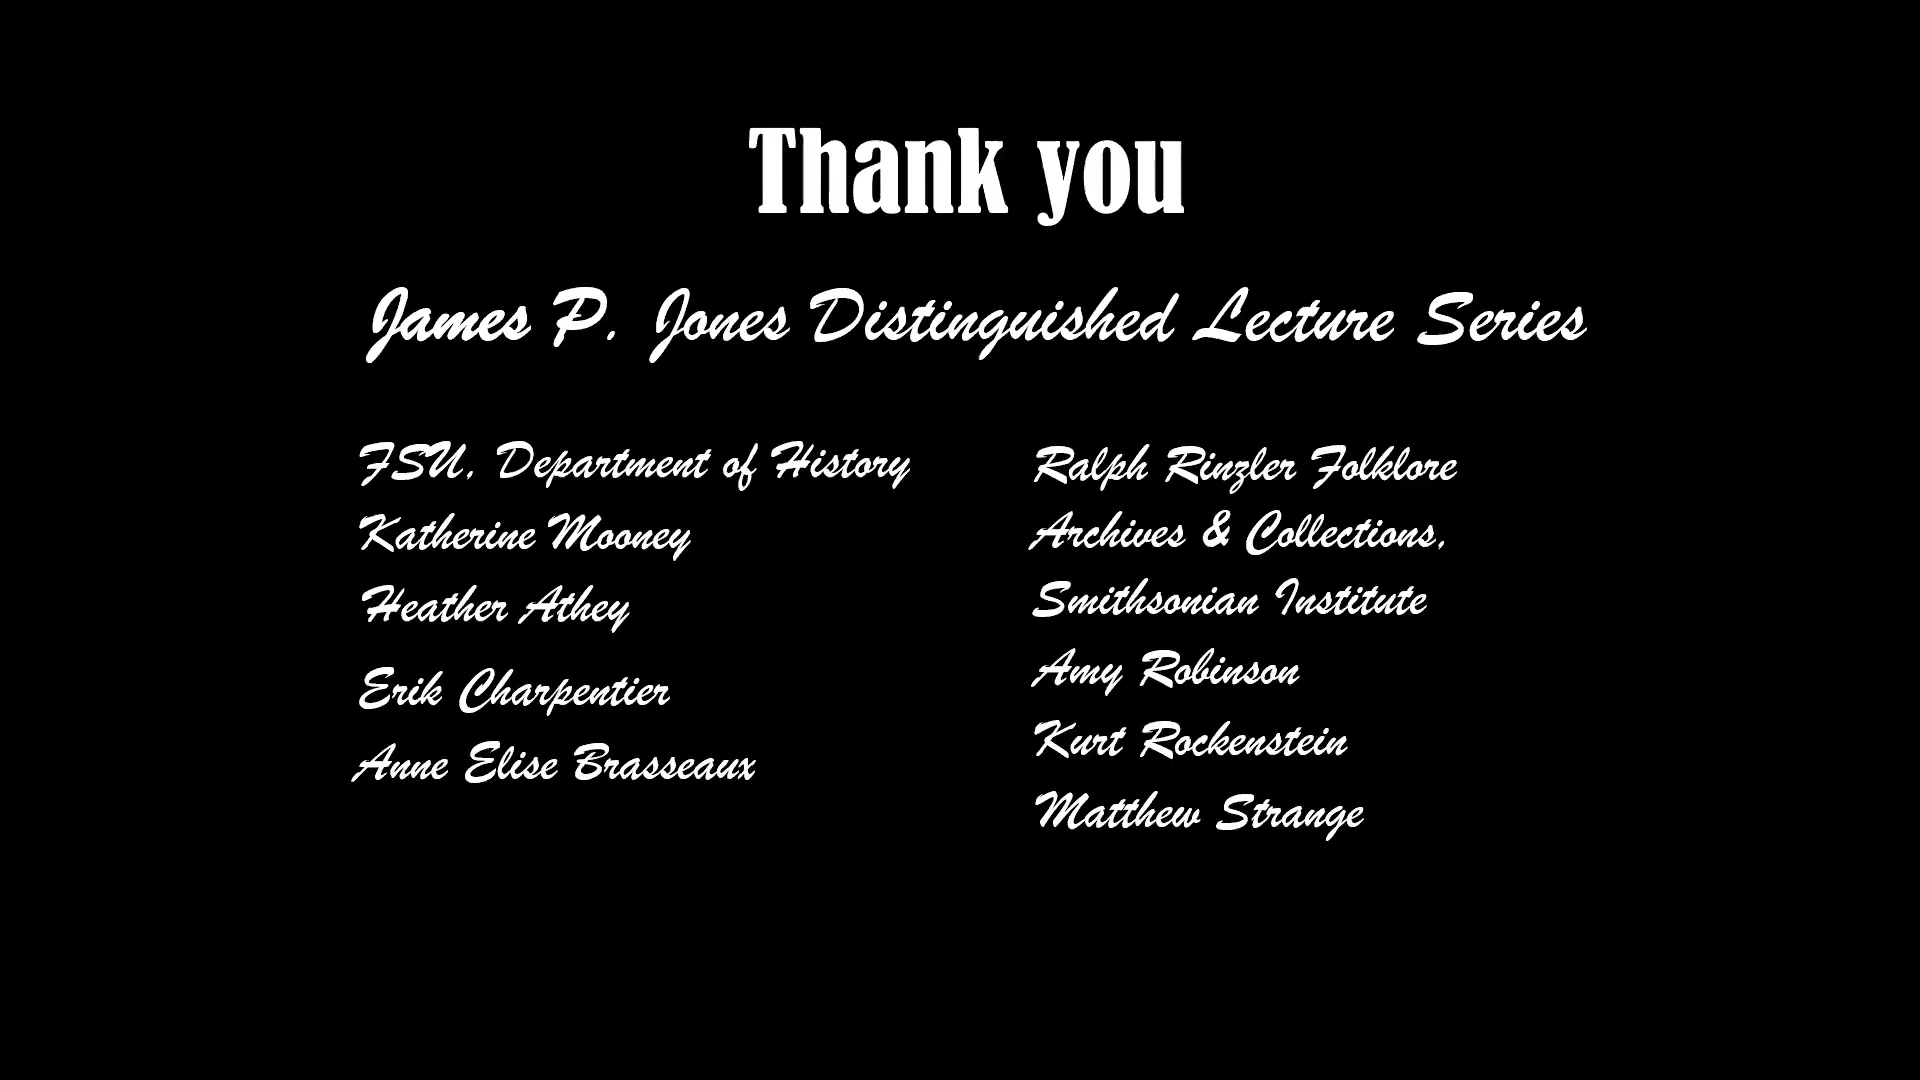 Thank you
James P. Jones Distinguished Lecture Series
FSU, Department of History
Katherine Mooney
Heather Athey
Erik Charpentier
Anne Elise Brasseaux
Ralph Rinzler Folklore
Archives & Collections,
Smithsonian Institute
Amy Robinson
Kurt Rockenstein
Matthew Strange